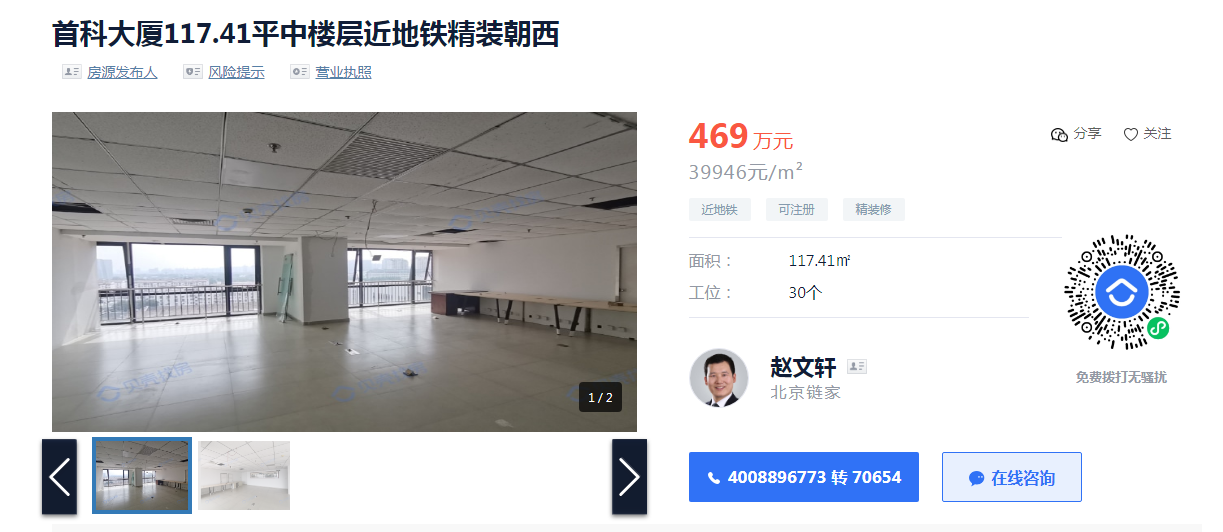 首科大厦117.41平中楼层近地铁精装朝西
房源发布人 风险提示 营业执照
469 万元
分享 关注
39946元/m²
近地铁 可注册 精装修
面积： 117.41㎡
工位： 30个
1 / 2
赵文轩
北京链家
免费拨打无骚扰
4008896773 转 70654
在线咨询